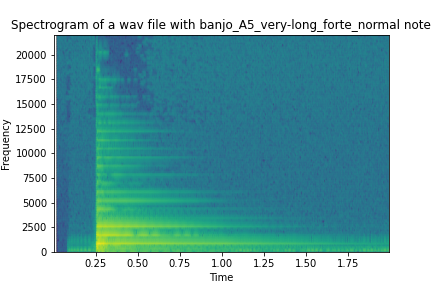 Spectrogram of a wav file with banjo_A5_very-long_forte_normal note
20000
17500
15000
12500
10000
7500
5000
2500
0
Frequency
0.25 0.50 0.75 1.00 1.25 1.50 1.75
Time